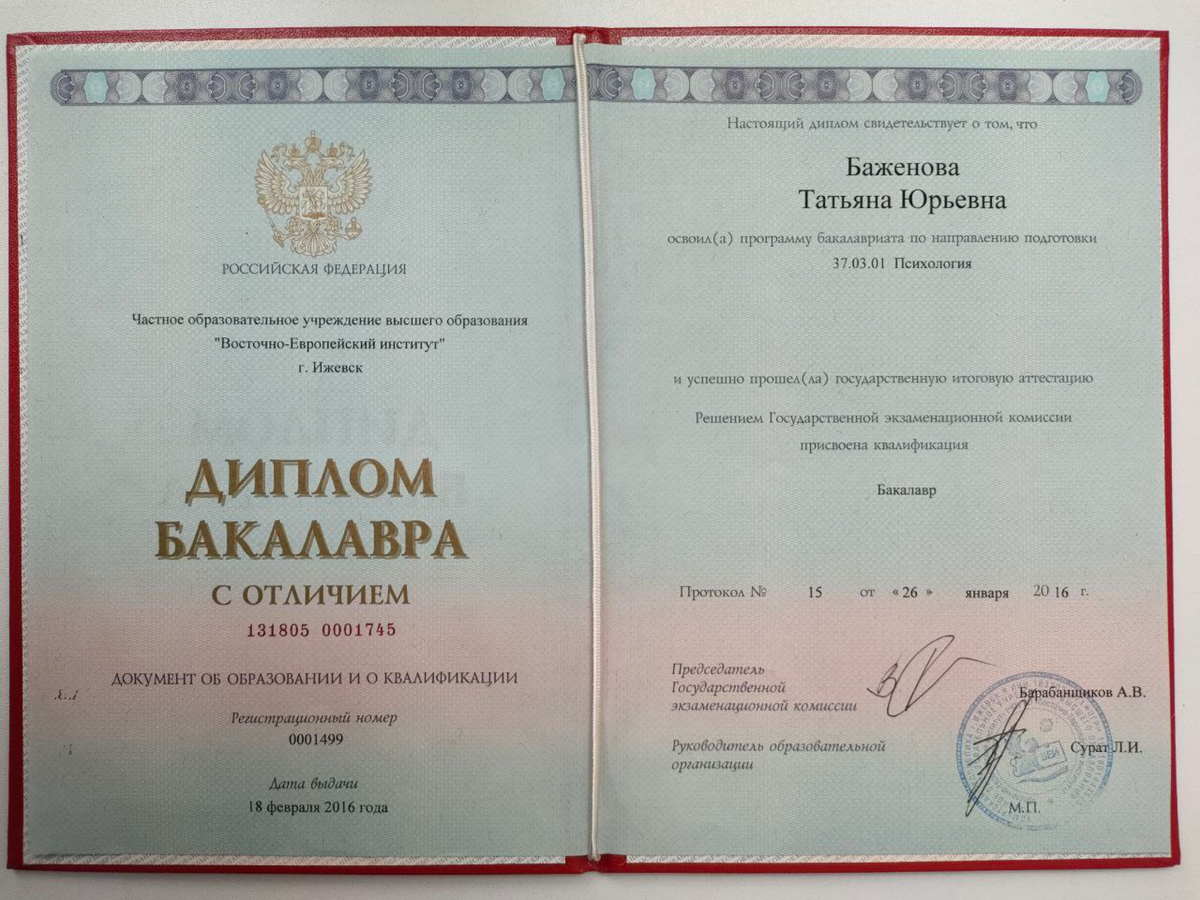 РОССИЙСКАЯ ФЕДЕРАЦИЯ
Частное образовательное учреждение высшего образования
"Восточно-Европейский институт"
г. Ижевск
ДИПЛОМ
БАКАЛАВРА
С ОТЛИЧИЕМ
131805 0001745
ДОКУМЕНТ ОБ ОБРАЗОВАНИИ И О КВАЛИФИКАЦИИ
Регистрационный номер
0001499
Дата выдачи
18 февраля 2016 года
Настоящий диплом свидетельствует о том, что
Баженова
Татьяна Юрьевна
освоил(а) программу бакалавриата по направлению подготовки
37.03.01 Психология
и успешно прошел(ла) государственную итоговую аттестацию
Решением Государственной экзаменационной комиссии
присвоена квалификация
Бакалавр
Протокол № 15 от « 26 » января 20 16 г.
Председатель
Государственной
экзаменационной комиссии
Барабанщиков А.В.
Руководитель образовательной
организации
Сурат Л.И.
М.П.